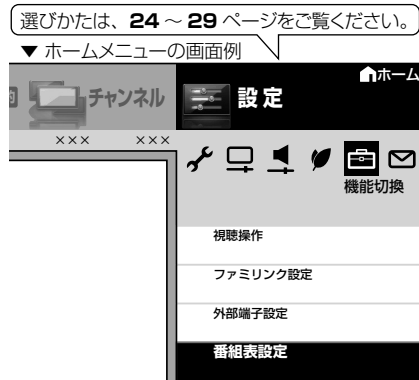 選びかたは、24～29ページをご覧ください。
▼ ホームメニューの画面例
チャンネル
設定
ホーム
××× ×××
機能切換
視聴操作
ファミリンク設定
外部端子設定
番組表設定